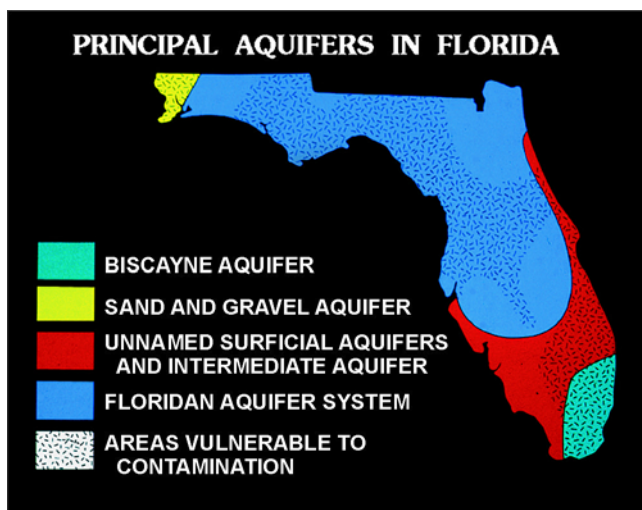 PRINCIPAL AQUIFERS IN FLORIDA
BISCAYNE AQUIFER
SAND AND GRAVEL AQUIFER
UNNAMED SURFICIAL AQUIFERS
AND INTERMEDIATE AQUIFER
FLORIDAN AQUIFER SYSTEM
AREAS VULNERABLE TO
CONTAMINATION